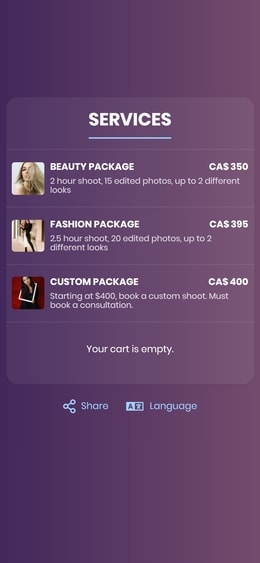 SERVICES
BEAUTY PACKAGE CA$ 350
2 hour shoot, 15 edited photos, up to 2 different
looks
FASHION PACKAGE CA$ 395
2.5 hour shoot, 20 edited photos, up to 2
different looks
CUSTOM PACKAGE CA$ 400
Starting at $400, book a custom shoot. Must
book a consultation.
Your cart is empty.
Share Language